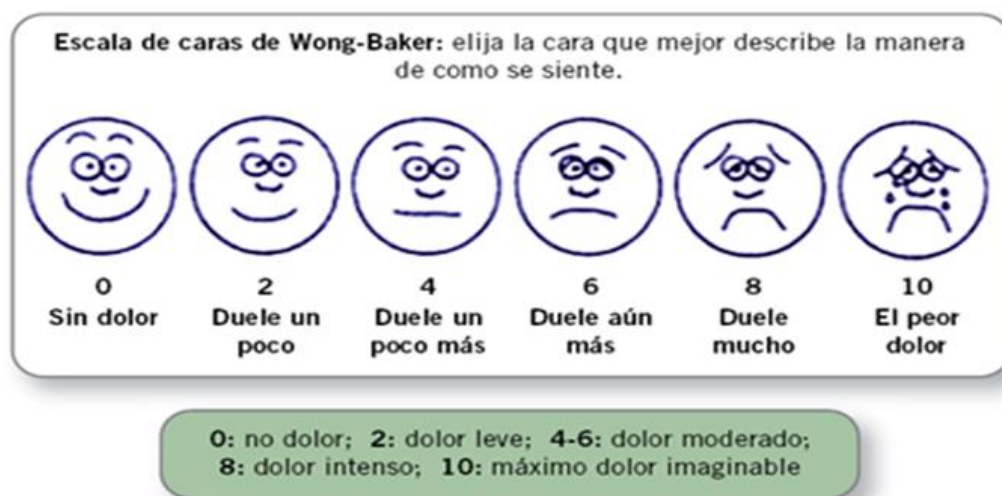 Escala de caras de Wong-Baker: elija la cara que mejor describe la manera
de como se siente.
0 2 4 6 8 10
Sin dolor Duele un Duele un Duele aún Duele El peor
poco poco más más mucho dolor
0: no dolor; 2: dolor leve; 4-6: dolor moderado;
8: dolor intenso; 10: máximo dolor imaginable